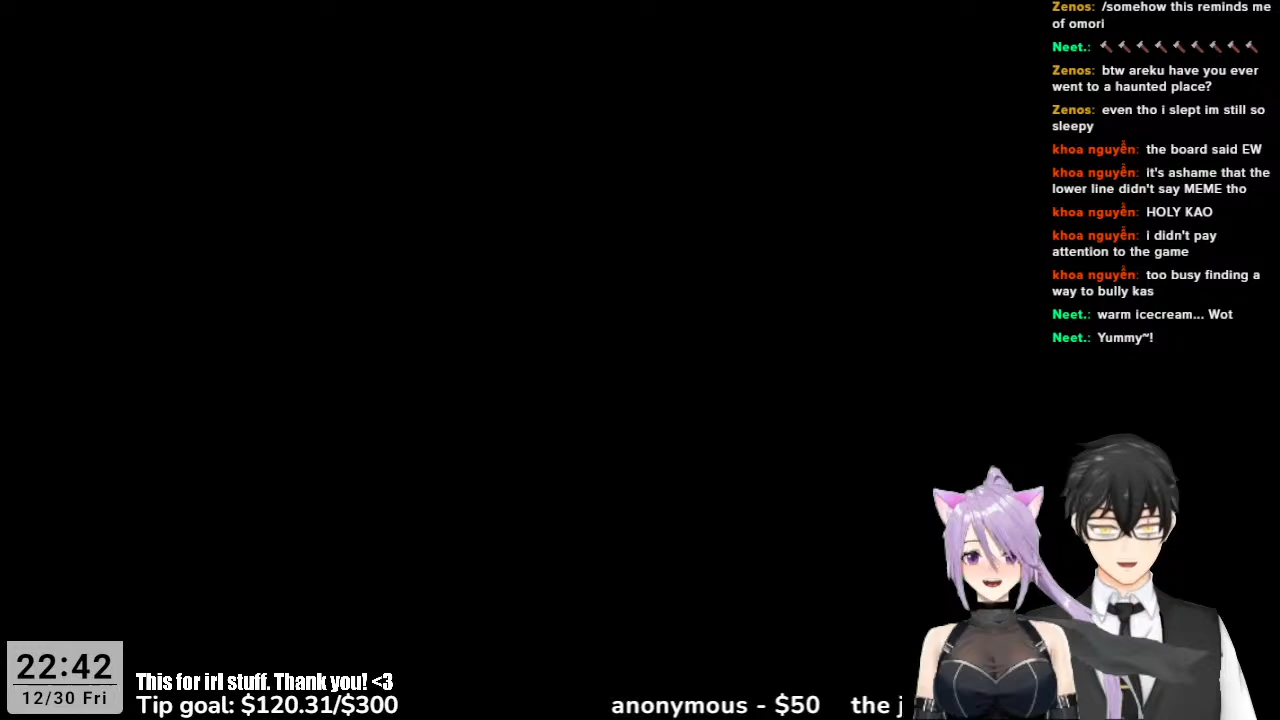 Zenos: /somehow this reminds me
of omori
Neet.: 🔨 🔨 🔨 🔨 🔨 🔨 🔨 🔨 🔨
Zenos: btw areku have you ever
went to a haunted place?
Zenos: even tho i slept im still so
sleepy
khoa nguyễn: the board said EW
khoa nguyễn: it's ashame that the
lower line didn't say MEME tho
khoa nguyễn: HOLY KAO
khoa nguyễn: i didn't pay
attention to the game
khoa nguyễn: too busy finding a
way to bully kas
Neet.: warm icecream... Wot
Neet.: Yummy~!
22:42
12/30 Fri
This for irl stuff. Thank you! <3
Tip goal: $120.31/$300
anonymous - $50 the j